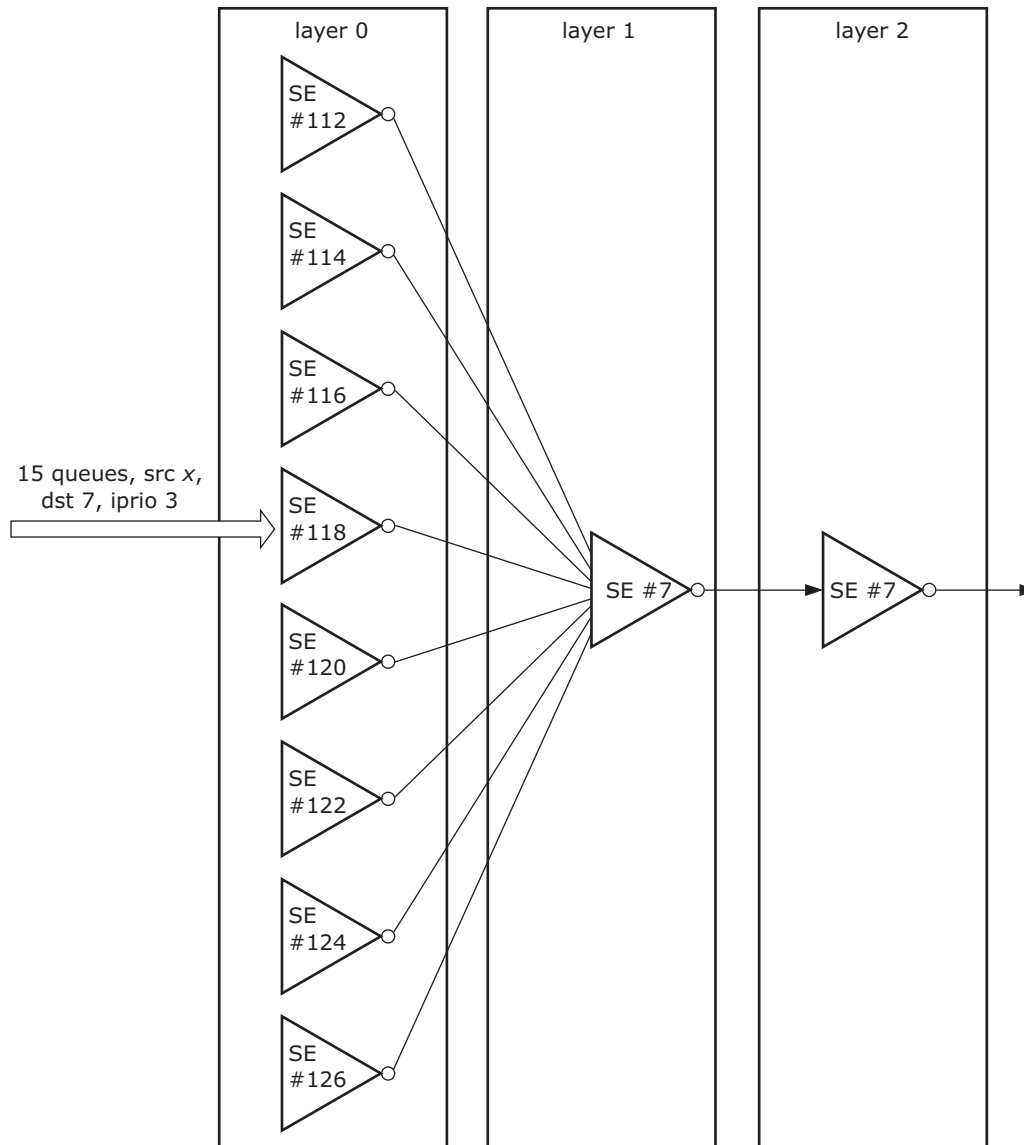 layer 0
layer 1
layer 2
SE
#112
SE
#114
SE
#116
15 queues, src x,
dst 7, iprio 3
SE
#118
SE #7
SE #7
SE
#120
SE
#122
SE
#124
SE
#126